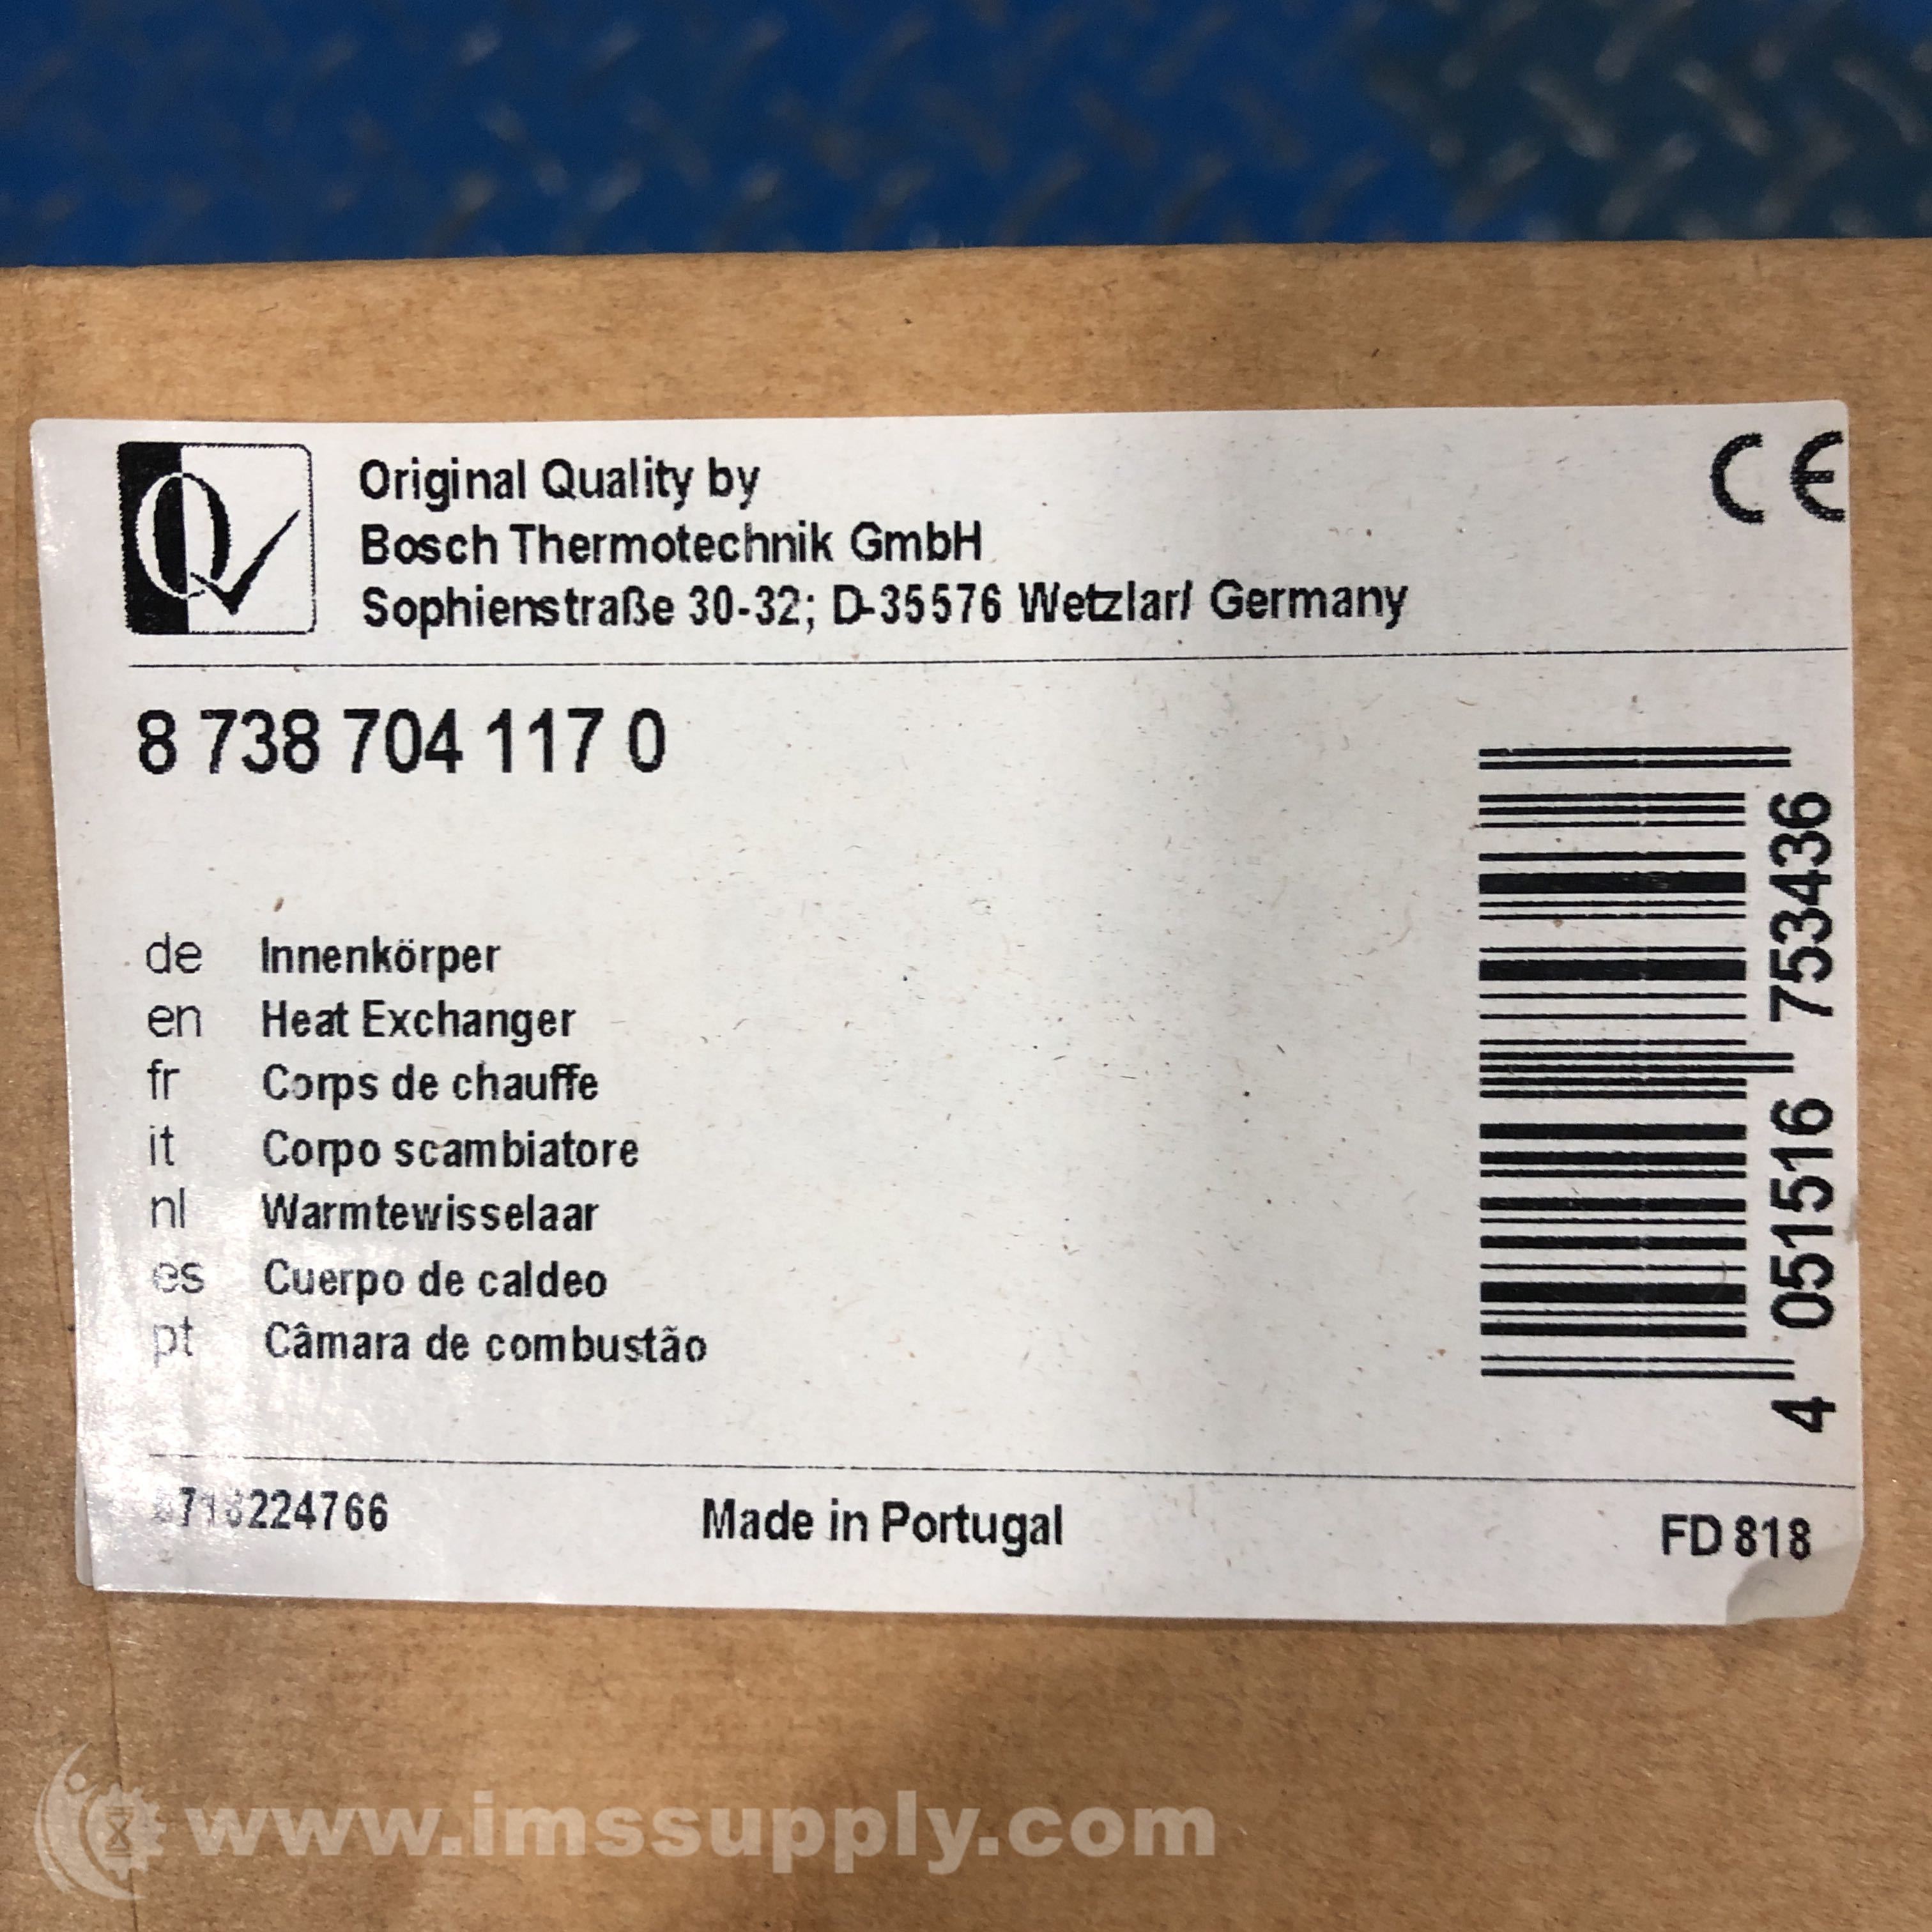 Original Quality by
Bosch Thermotechnik GmbH
Sophienstraße 30-32; D-35576 Wetzlar/ Germany
CE
8 738 704 117 0
de Innenkörper
en Heat Exchanger
fr Corps de chauffe
it Corpo scambiatore
nl Warmtewisselaar
es Cuerpo de caldeo
pt Câmara de combustão
4 051516 753436
Made in Portugal
FD 818
www.imssupply.com